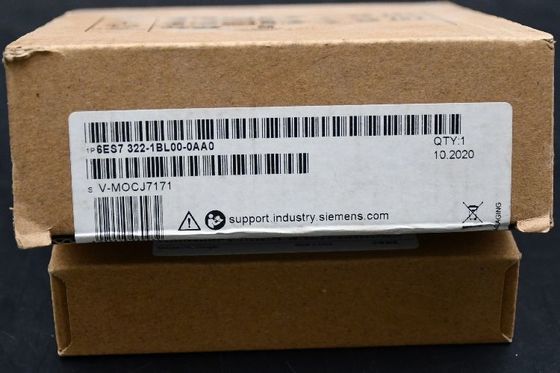 1P 6ES7 322-1BL00-0AA0
QTY:1
10.2020
S V-MOCJ7171
support.industry.siemens.com